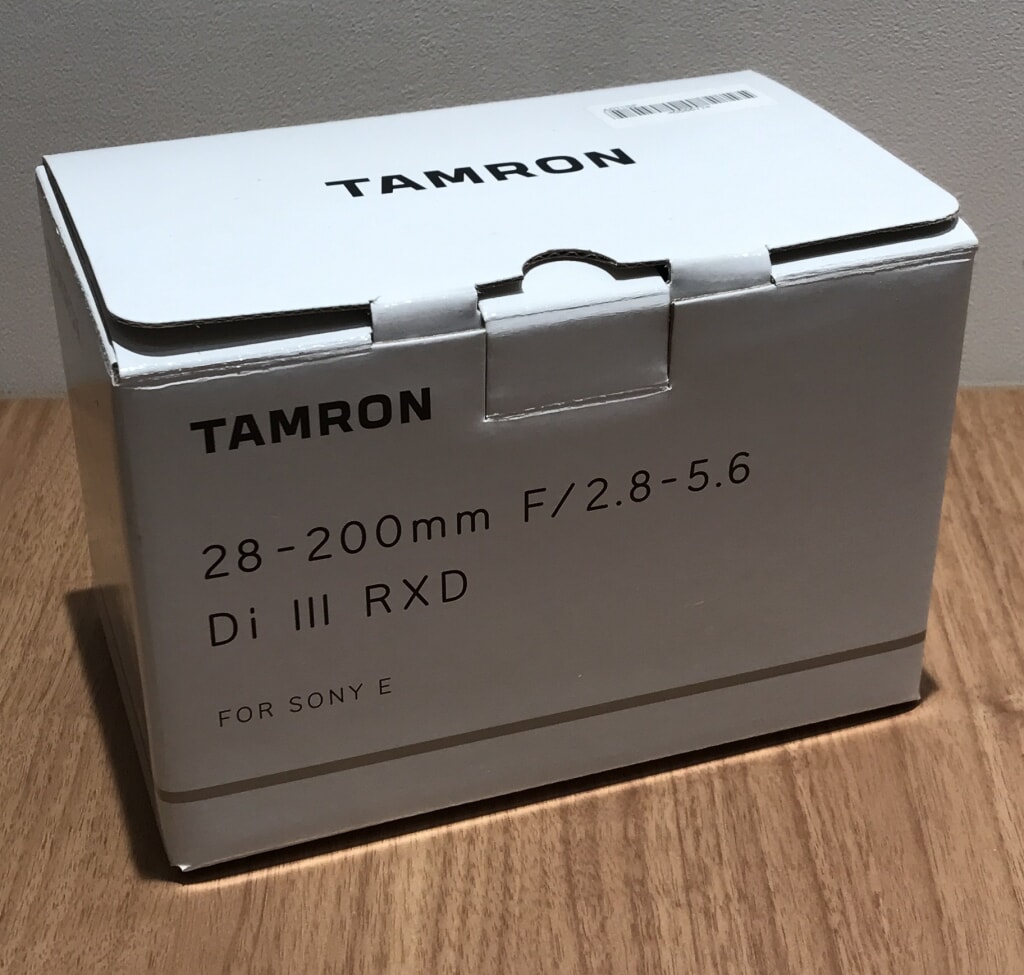 TAMRON
TAMRON
28-200mm F/2.8-5.6
Di III RXD
FOR SONY E